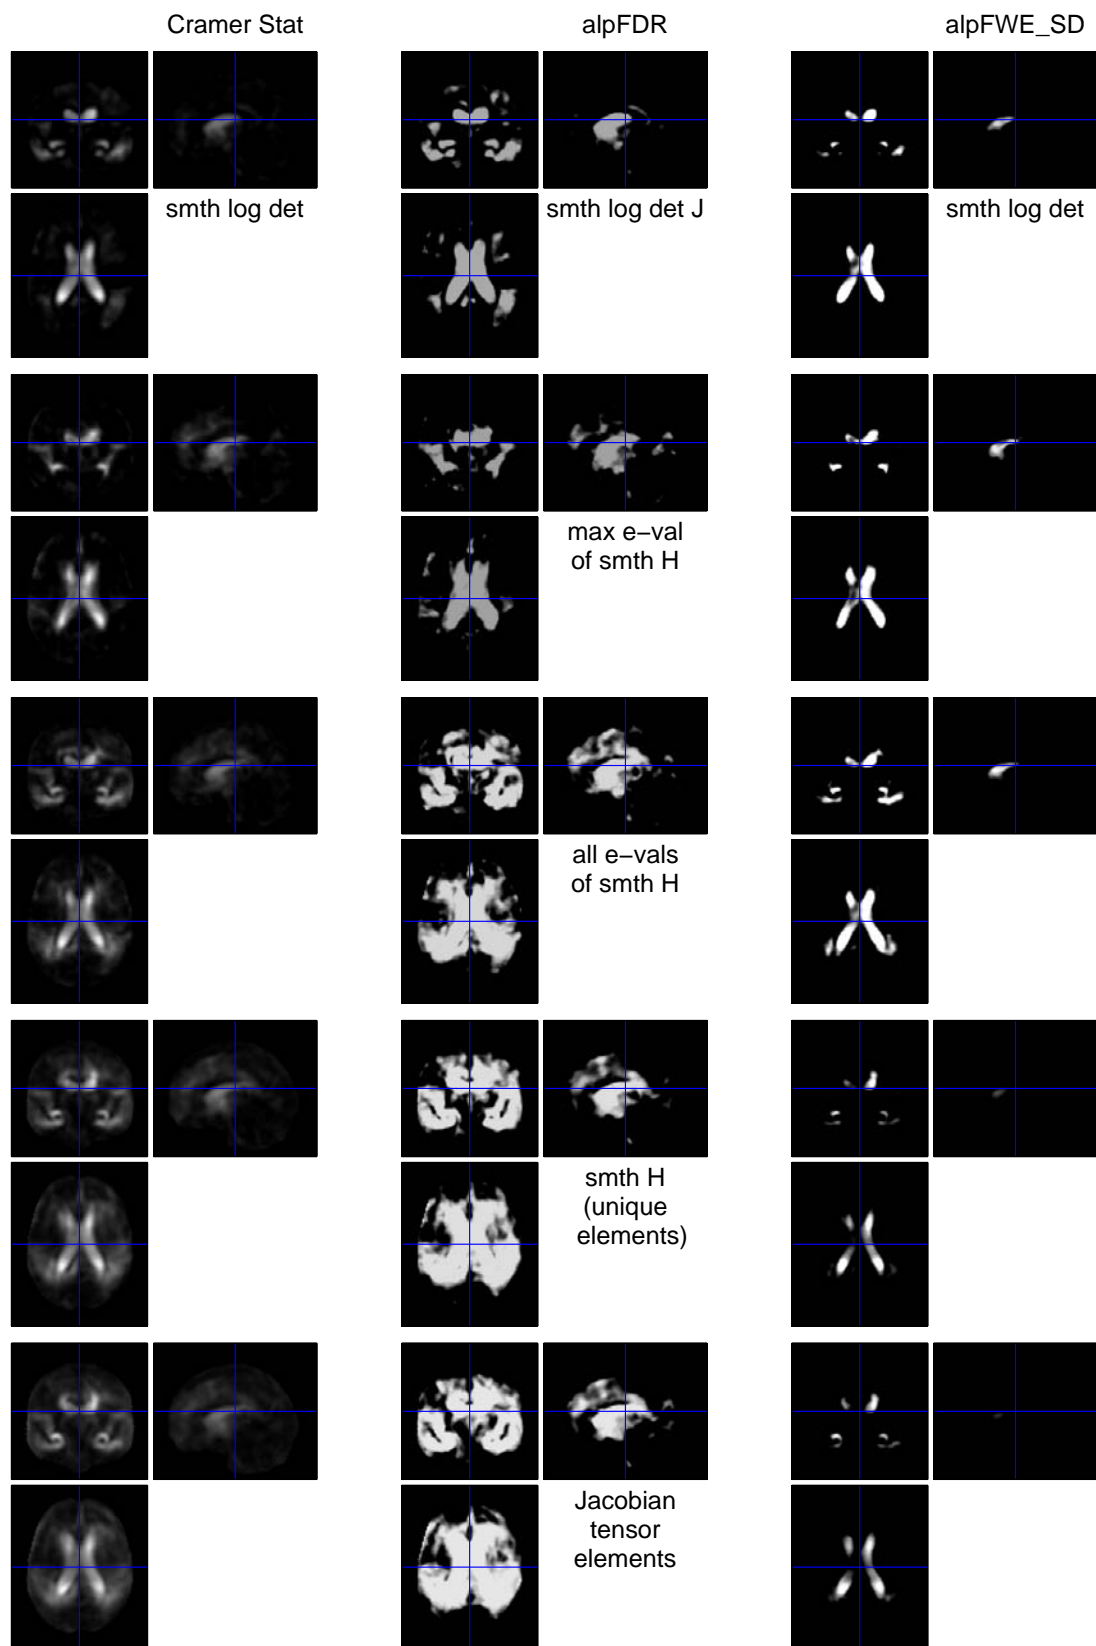 Cramer Stat
alpFDR
alpFWE_SD
smth log det
smth log det J
smth log det
max e−val
of smth H
all e−vals
of smth H
smth H
(unique
elements)
Jacobian
tensor
elements